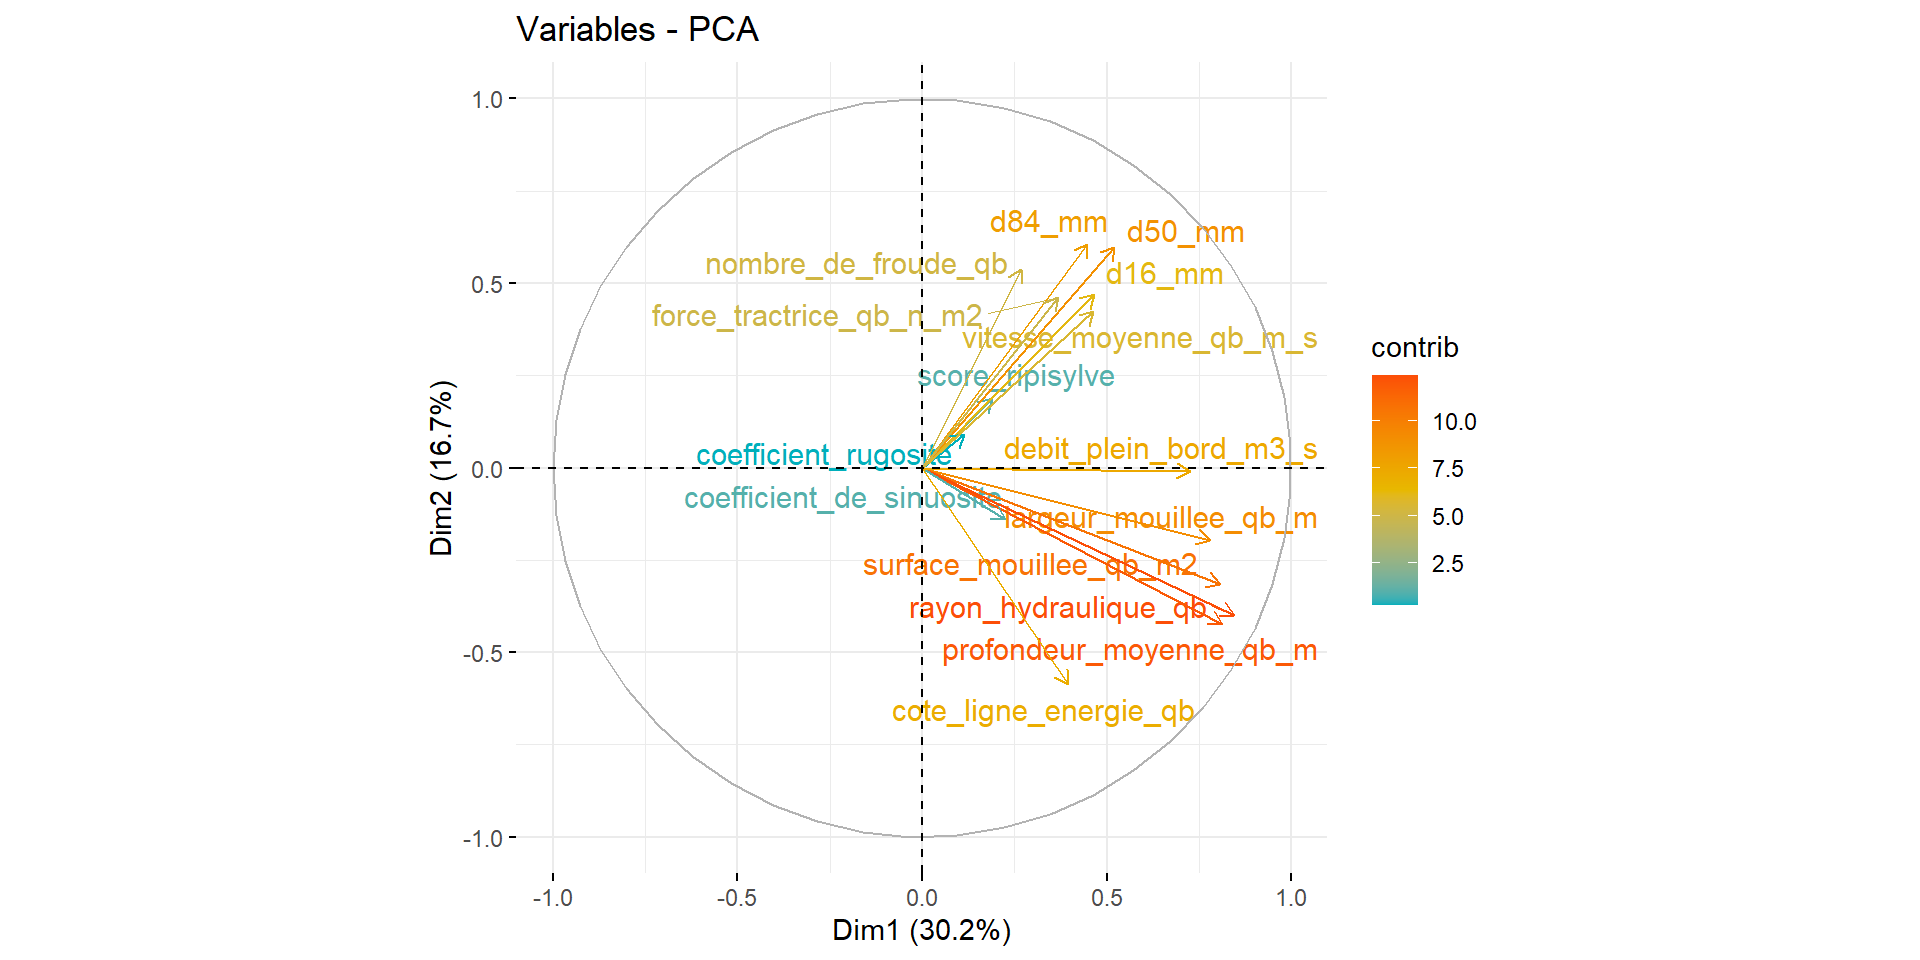 Variables - PCA
d84_mm
d50_mm
nombre_de_froude_qb
d16_mm
force_tractrice_qb_n_m2
vitesse_moyenne_qb_m_s
score_ripisylve
debit_plein_bord_m3_s
coefficient_rugosite
coefficient_de_sinuosite
largeur_mouillee_qb_m
surface_mouillee_qb_m2
rayon_hydraulique_qb
profondeur_moyenne_qb_m
cote_ligne_energie_qb
1.0
0.5
0.0
-0.5
-1.0
Dim2 (16.7%)
-1.0
-0.5
0.0
0.5
1.0
Dim1 (30.2%)
contrib
10.0
7.5
5.0
2.5